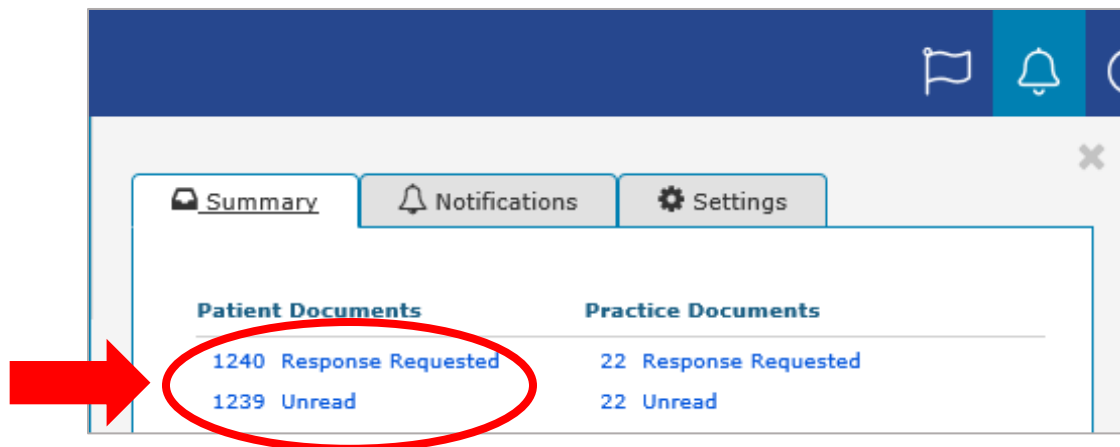 Summary
Notifications
Settings
Patient Documents
Practice Documents
1240 Response Requested
22 Response Requested
1239 Unread
22 Unread